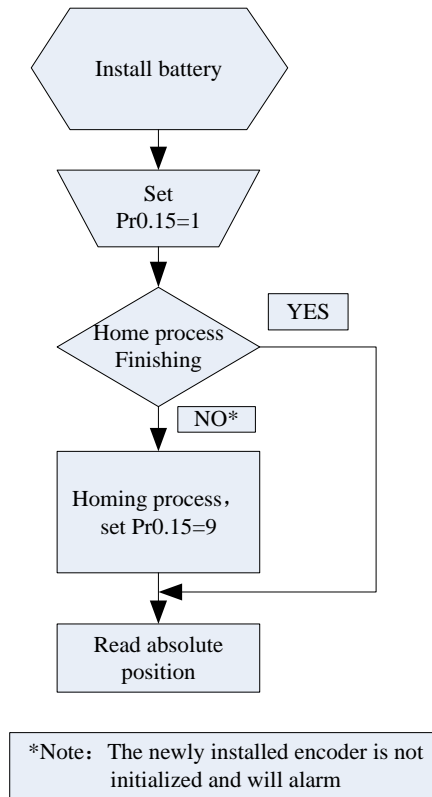 Install battery
Set
Pr0.15=1
Home process
Finishing
YES
NO*
Homing process，
set Pr0.15=9
Read absolute
position
*Note：The newly installed encoder is not
initialized and will alarm